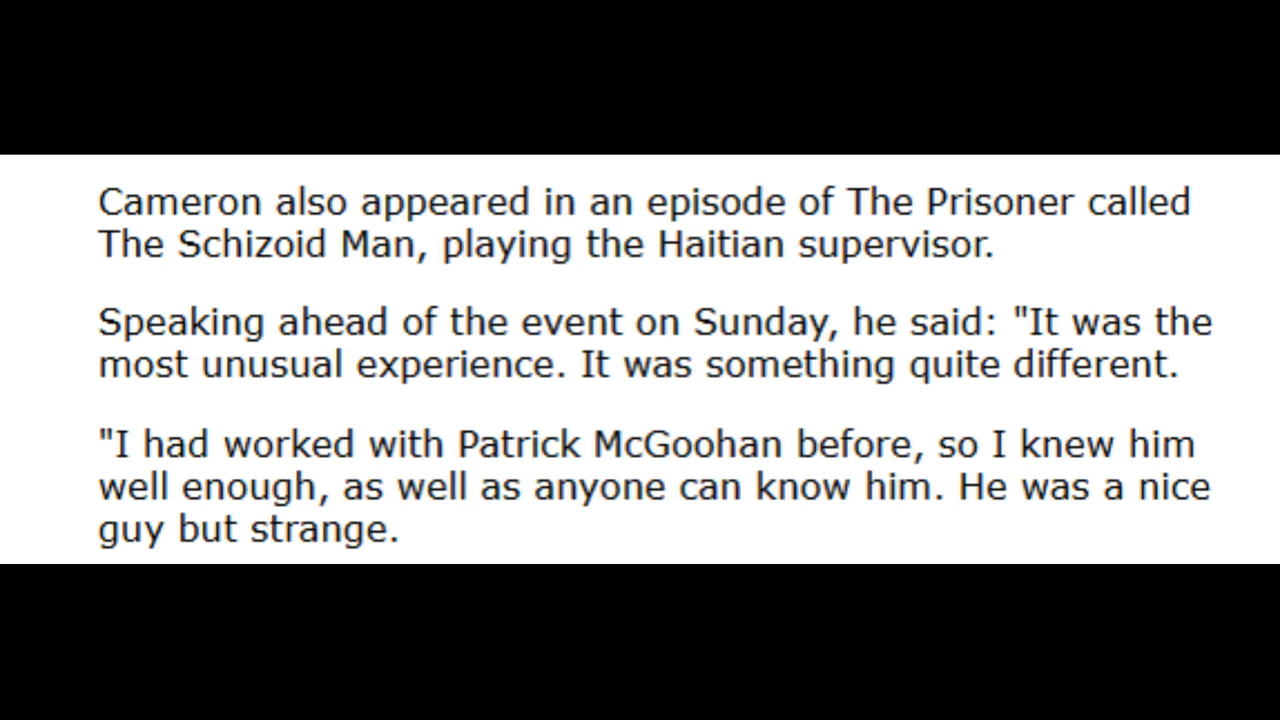 Cameron also appeared in an episode of The Prisoner called
The Schizoid Man, playing the Haitian supervisor.
Speaking ahead of the event on Sunday, he said: "It was the
most unusual experience. It was something quite different.
"I had worked with Patrick McGoohan before, so I knew him
well enough, as well as anyone can know him. He was a nice
guy but strange.